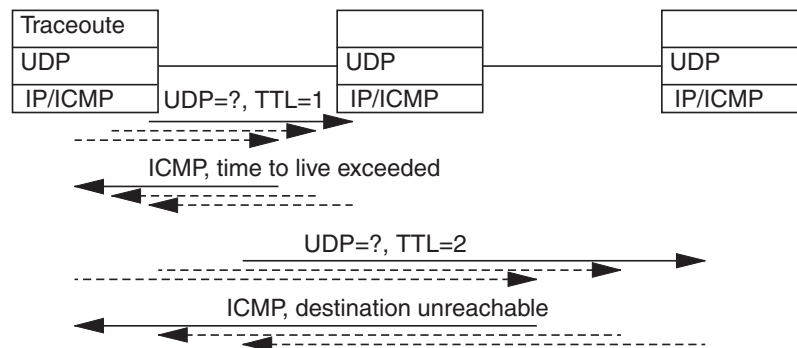 Traceoute
UDP UDP UDP
IP/ICMP IP/ICMP IP/ICMP
UDP=?, TTL=1
ICMP, time to live exceeded
UDP=?, TTL=2
ICMP, destination unreachable